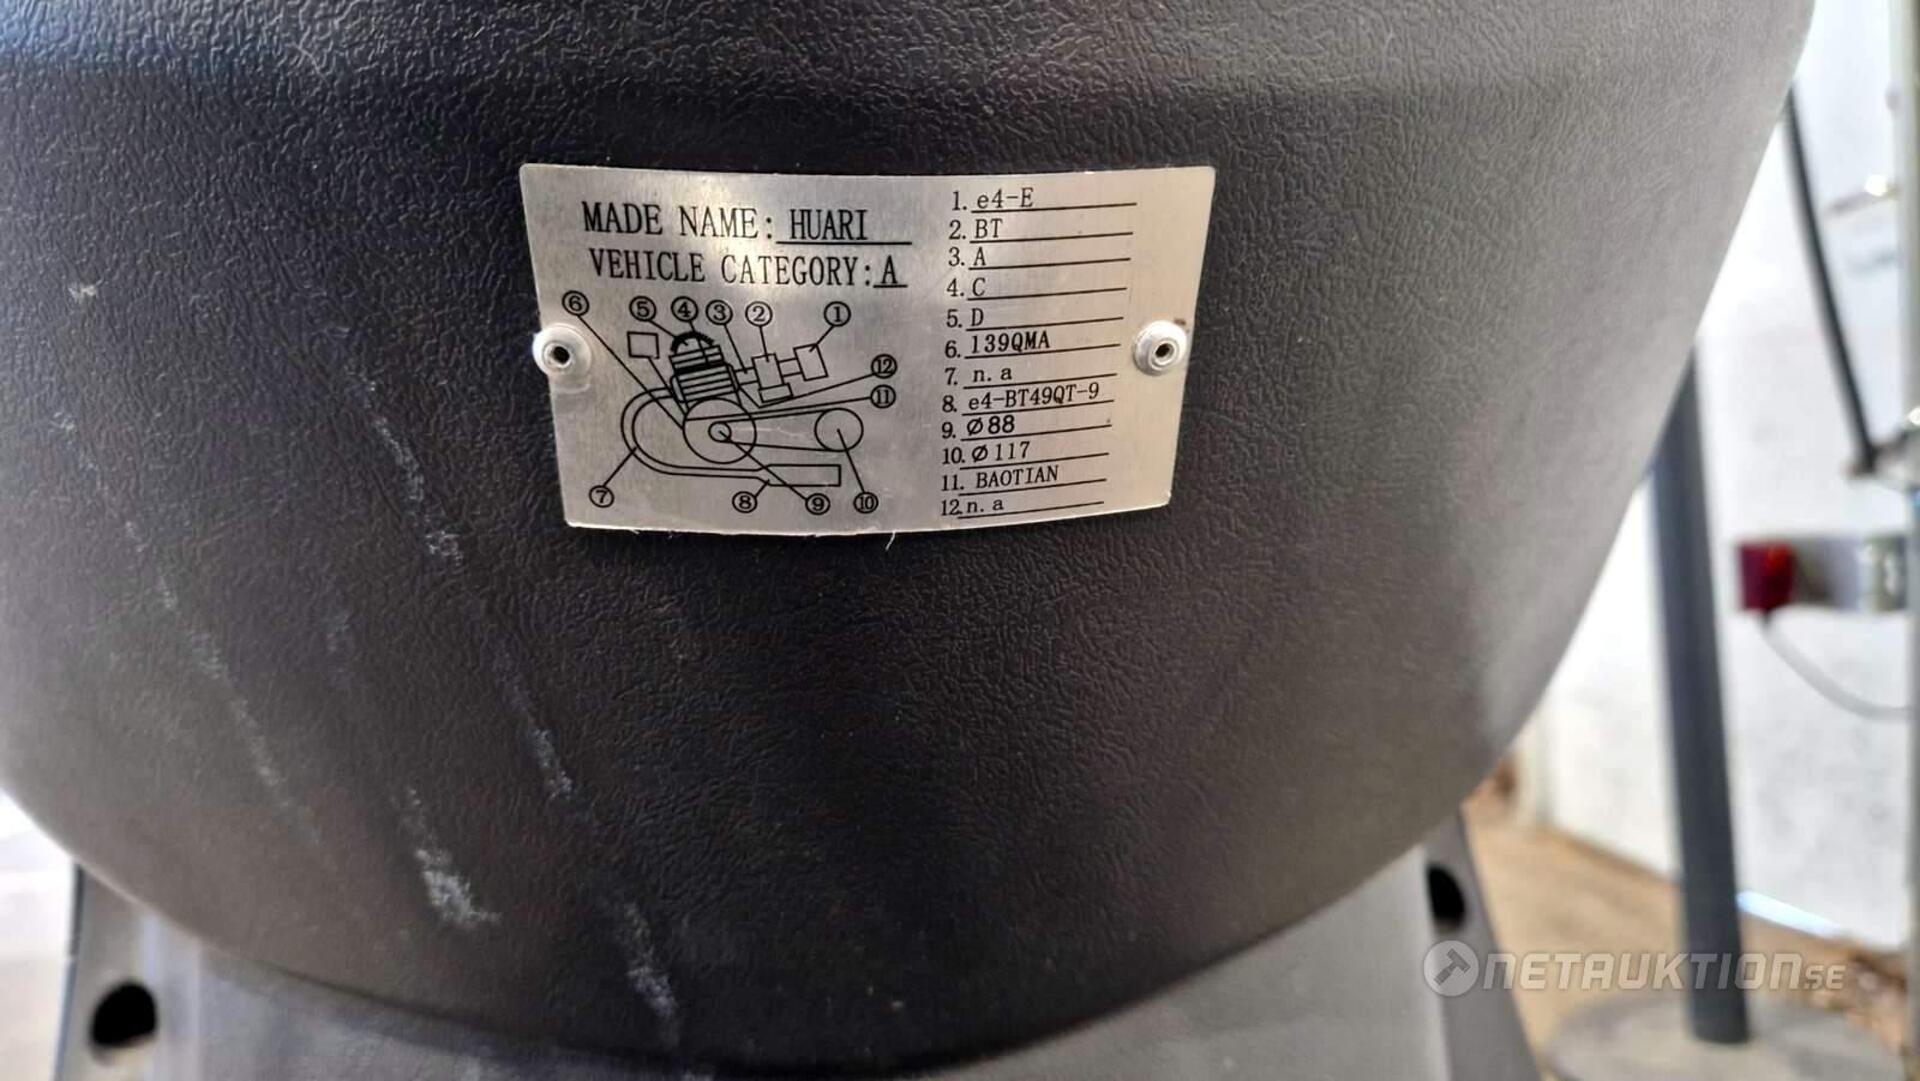 MADE NAME: HUARI
VEHICLE CATEGORY: A
⑥ ⑤ ④ ③ ② ①
⑫
⑪
⑦ ⑧ ⑨ ⑩
1. e4-E
2. BT
3. A
4. C
5. D
6. 139QMA
7. n. a
8. e4-BT49QT-9
9. Ø88
10. Ø117
11. BAOTIAN
12. n. a
NETAUKTION.SE